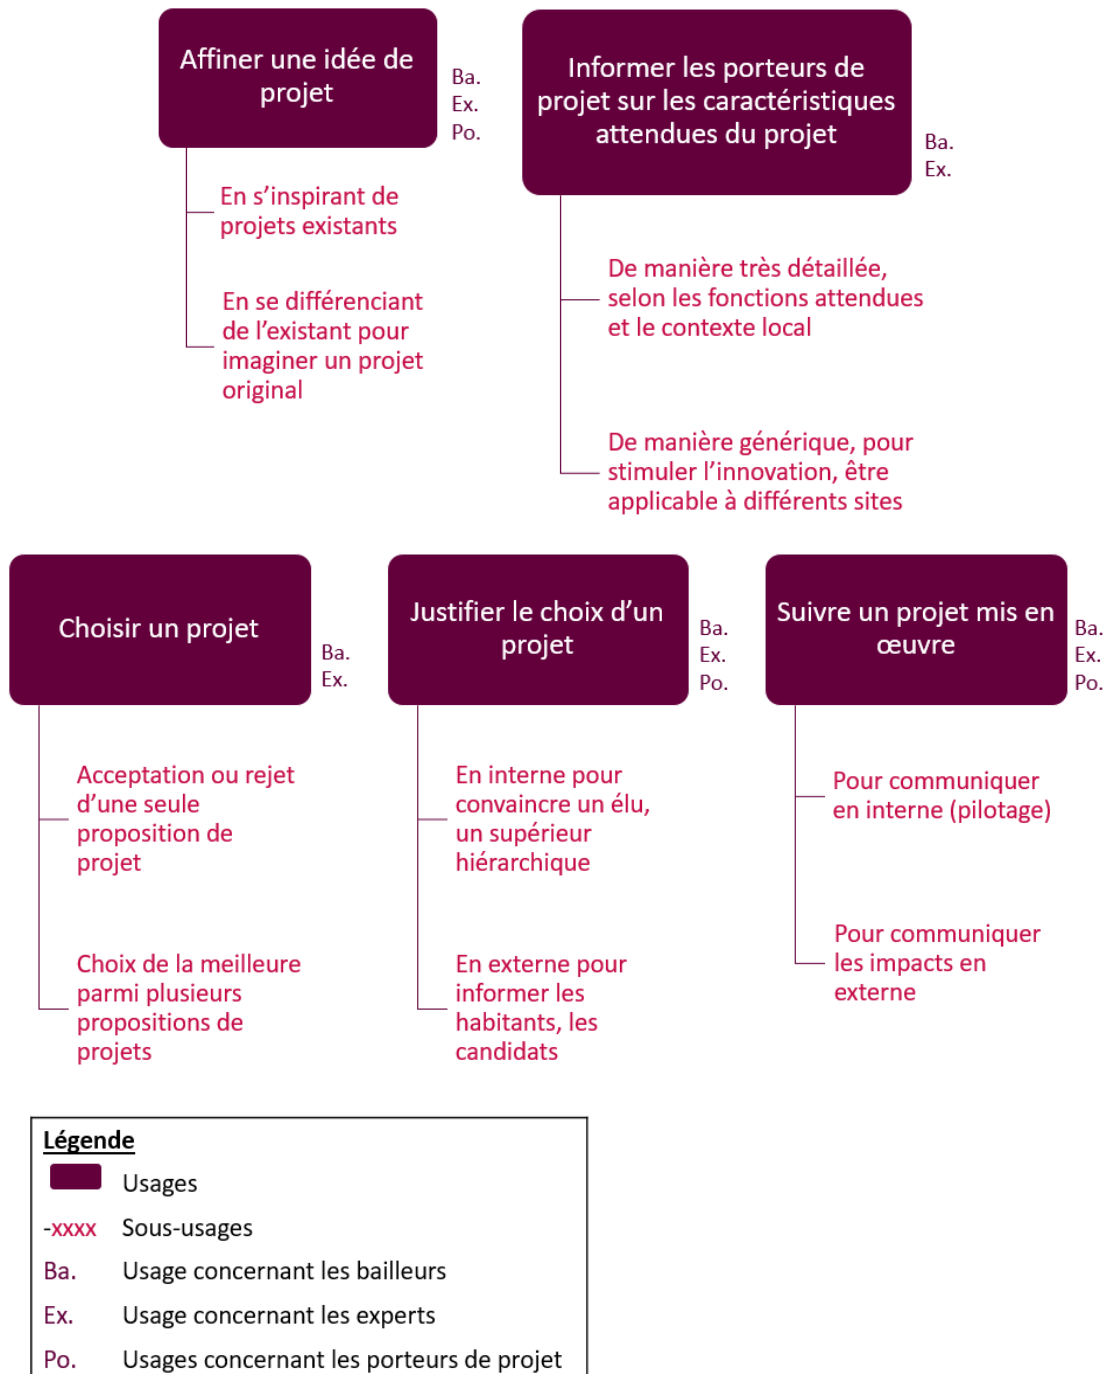 Affiner une idée de
projet
Ba.
Ex.
Po.
En s’inspirant de
projets existants
En se différenciant
de l’existant pour
imaginer un projet
original
Informer les porteurs de
projet sur les caractéristiques
attendues du projet
Ba.
Ex.
De manière très détaillée,
selon les fonctions attendues
et le contexte local
De manière générique, pour
stimuler l’innovation, être
applicable à différents sites
Choisir un projet
Ba.
Ex.
Acceptation ou rejet
d’une seule
proposition de
projet
Choix de la meilleure
parmi plusieurs
propositions de
projets
Justifier le choix d’un
projet
Ba.
Ex.
Po.
En interne pour
convaincre un élu,
un supérieur
hiérarchique
En externe pour
informer les
habitants, les
candidats
Suivre un projet mis en
œuvre
Ba.
Ex.
Po.
Pour communiquer
en interne (pilotage)
Pour communiquer
les impacts en
externe
Légende
Usages
-xxxx Sous-usages
Ba. Usage concernant les bailleurs
Ex. Usage concernant les experts
Po. Usages concernant les porteurs de projet